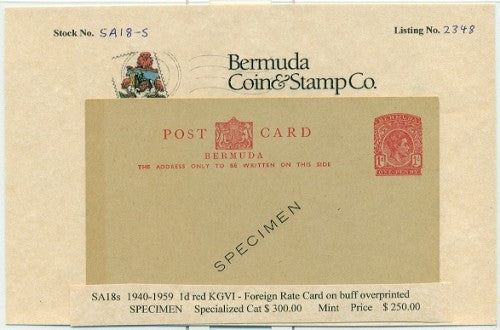 Stock No. SA18-S
Listing No. 2348
Bermuda
Coin & Stamp Co.
POST CARD
BERMUDA
THE ADDRESS ONLY TO BE WRITTEN ON THIS SIDE
BERMUDA
1d
ONE PENNY
SPECIMEN
SA18s 1940-1959 1d red KGVI - Foreign Rate Card on buff overprinted
SPECIMEN Specialized Cat $ 300.00 Mint Price $ 250.00